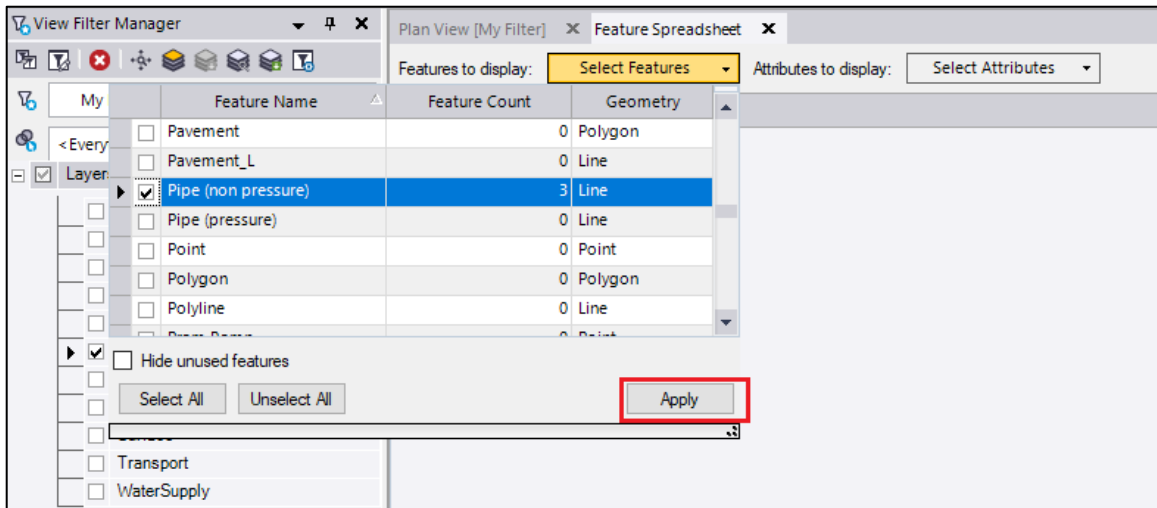 View Filter Manager
Plan View [My Filter] Feature Spreadsheet
Features to display: Select Features Attributes to display: Select Attributes
My Feature Name Feature Count Geometry
<Every Pavement 0 Polygon
Pavement_L 0 Line
Layer Pipe (non pressure) 3 Line
Pipe (pressure) 0 Line
Point 0 Point
Polygon 0 Polygon
Polyline 0 Line
Hide unused features
Select All Unselect All Apply
Transport
WaterSupply